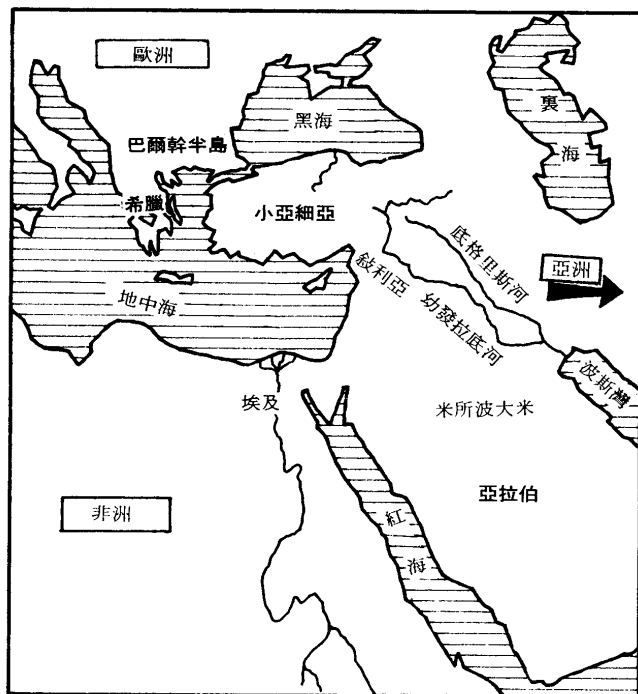 歐洲
黑海
裏海
巴爾幹半島
希臘
小亞細亞
底格里斯河
亞洲
敍利亞
幼發拉底河
地中海
波斯灣
埃及
米所波大米
亞拉伯
非洲
紅海